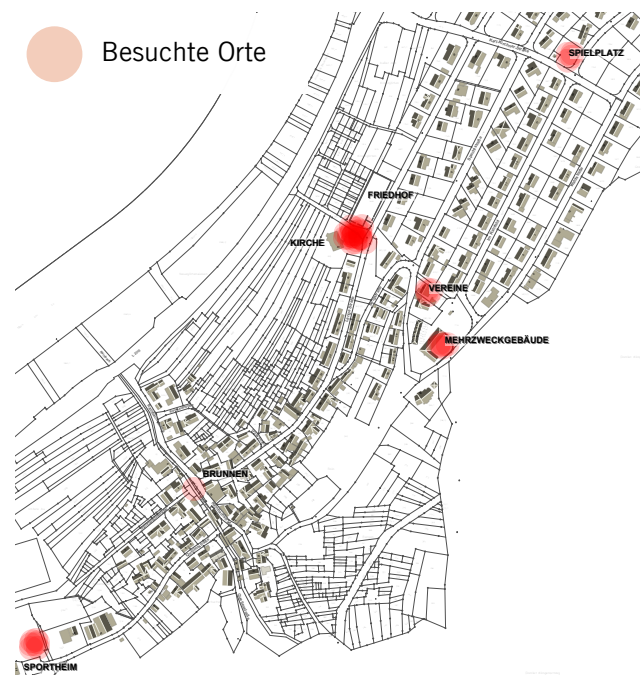 Besuchte Orte
SPIELPLATZ
FRIEDHOF
KIRCHE
VEREINE
MEHRZWECKGEBÄUDE
BRUNNEN
SPORTHEIM